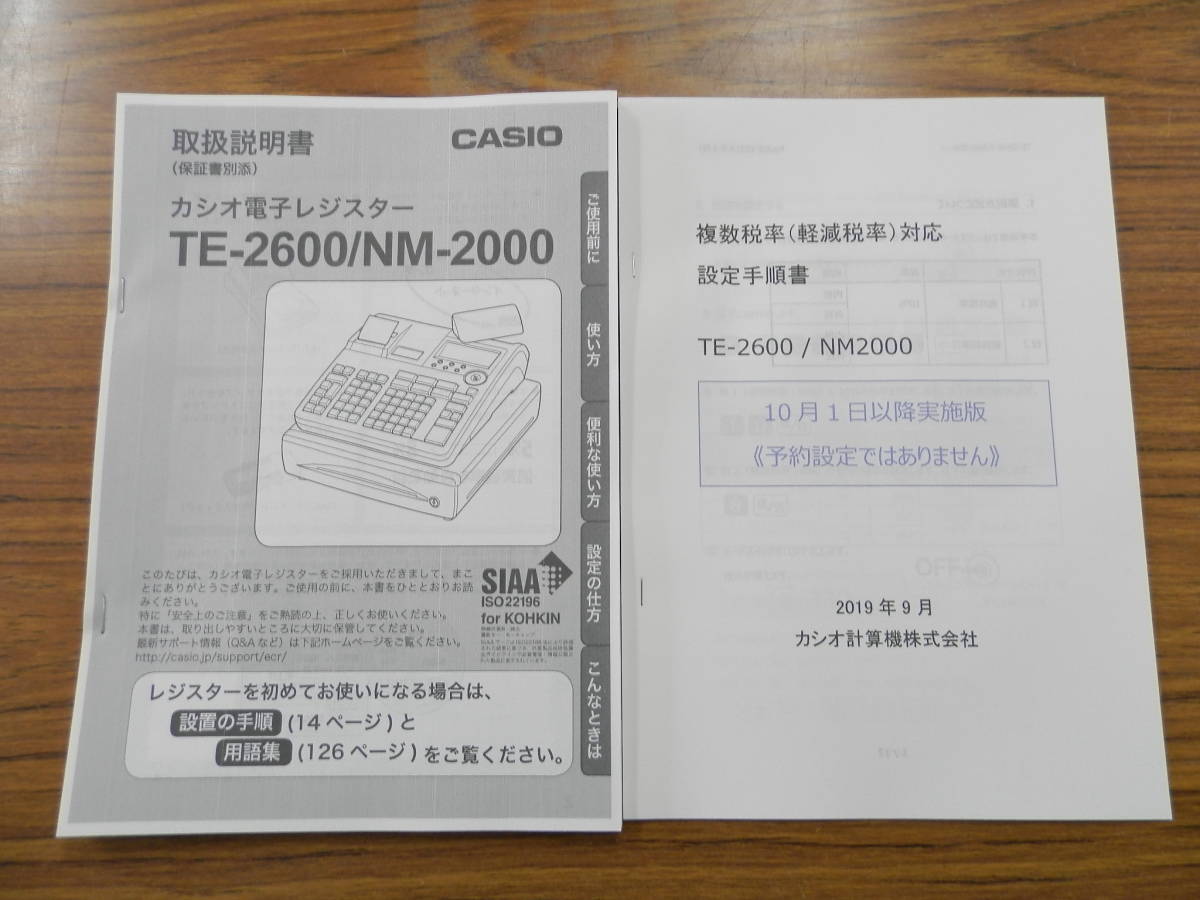 取扱説明書
(保証書別添)
CASIO
カシオ電子レジスター
TE-2600/NM-2000
ご使用前に
使い方
便利な使い方
設定の仕方
こんなときは
このたびは、カシオ電子レジスターをご採用いただきまして、まこ
とにありがとうございます。ご使用の前に、本書をひととおりお読
みください。
特に「安全上のご注意」をご熟読の上、正しくお使いください。
本書は、取り出しやすいところに大切に保管してください。
最新サポート情報（Q&Aなど）は下記ホームページをご覧ください。
http://casio.jp/support/ecr/
SIAA
ISO22196
for KOHKIN
レジスターを初めてお使いになる場合は、
設置の手順 (14 ページ) と
用語集 (126 ページ) をご覧ください。
複数税率（軽減税率）対応
設定手順書
TE-2600 / NM2000
10月1日以降実施版
《予約設定ではありません》
2019 年 9 月
カシオ計算機株式会社